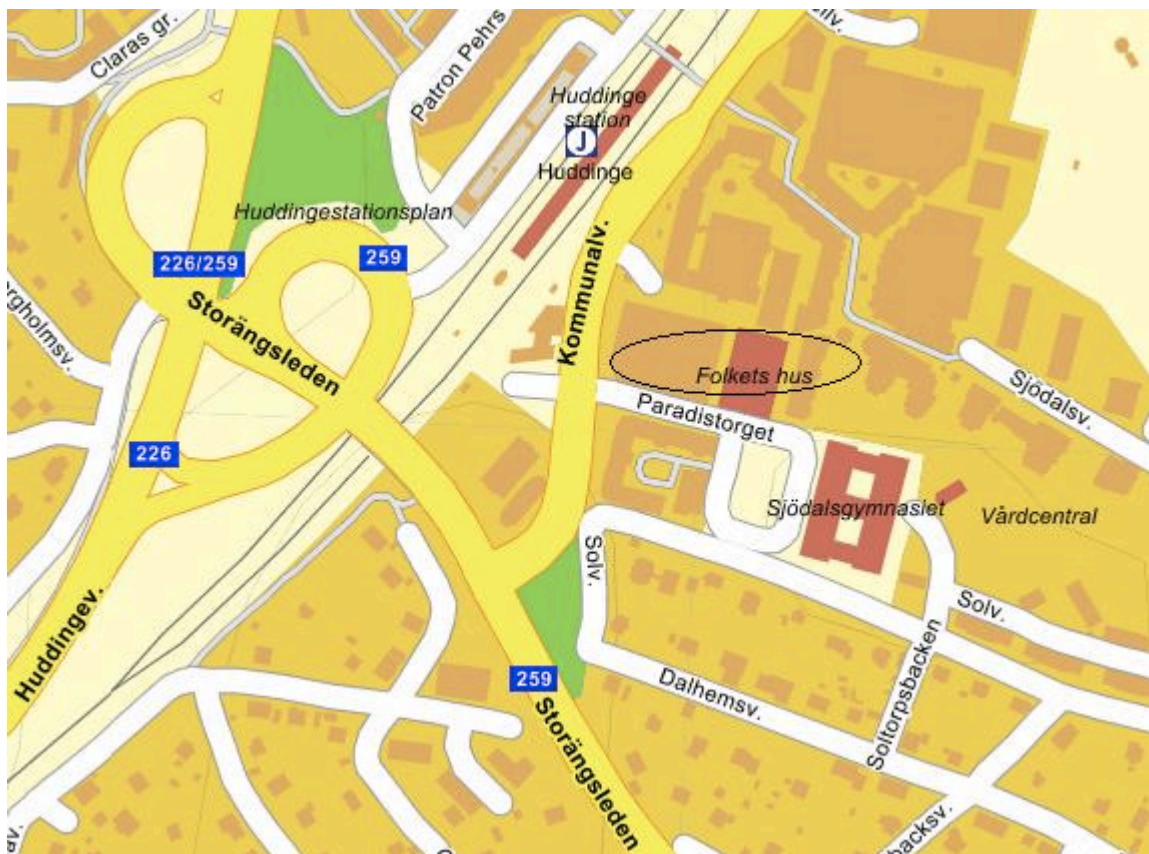 Claras gr.
Patron Pehrs
Huddinge
station
J
Huddinge
Huddingestationsplan
226/259
259
Storängsleden
Kommunalv.
Folkets hus
Paradistorget
Sjödalsv.
226
Sjödalsgymnasiet
Vårdcentral
Solv.
Solv.
Huddingev.
259
Storängsleden
Dalhemsv.
Soltorpsbacken